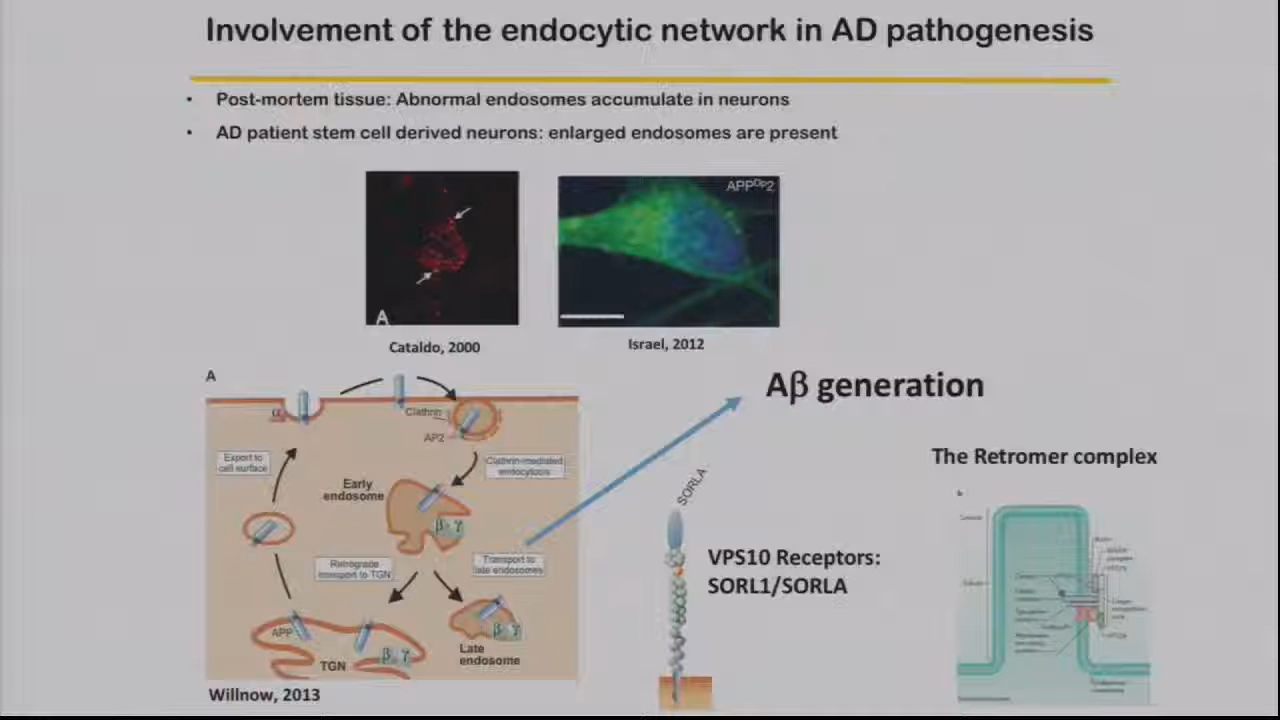 Involvement of the endocytic network in AD pathogenesis
• Post-mortem tissue: Abnormal endosomes accumulate in neurons
• AD patient stem cell derived neurons: enlarged endosomes are present
A
Cataldo, 2000
APPDp2
Israel, 2012
A
α
Clathrin
AP2
Export to
cell surface
Clathrin-mediated
endocytosis
Early
endosome
β γ
Retrograde
transport to TGN
Transport to
late endosomes
APP
TGN
β γ
β γ
Late
endosome
Willnow, 2013
Aβ generation
SORLA
VPS10 Receptors:
SORL1/SORLA
The Retromer complex